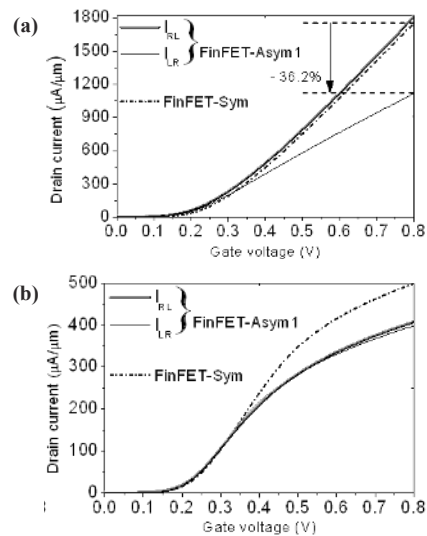 (a)
1800
1500
1200
900
600
300
0
Drain current (μA/μm)
I_RL
I_LR
FinFET-Asym1
FinFET-Sym
- 36.2%
0.0 0.1 0.2 0.3 0.4 0.5 0.6 0.7 0.8
Gate voltage (V)
(b)
500
400
300
200
100
0
Drain current (μA/μm)
I_RL
I_LR
FinFET-Asym1
FinFET-Sym
0.0 0.1 0.2 0.3 0.4 0.5 0.6 0.7 0.8
Gate voltage (V)